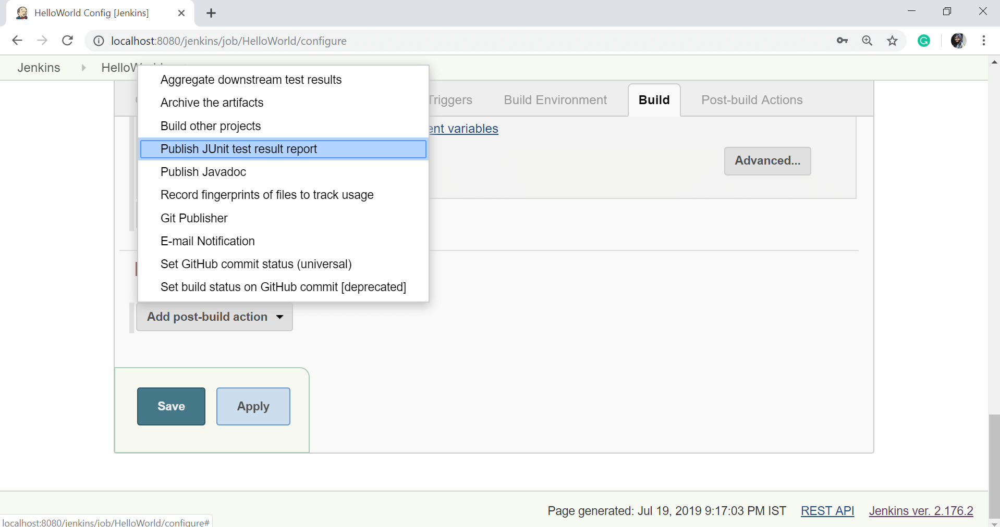 HelloWorld Config [Jenkins]
localhost:8080/jenkins/job/HelloWorld/configure
Jenkins
Aggregate downstream test results
Archive the artifacts
Build other projects
Publish JUnit test result report
Publish Javadoc
Record fingerprints of files to track usage
Git Publisher
E-mail Notification
Set GitHub commit status (universal)
Set build status on GitHub commit [deprecated]
Triggers
Build Environment
Build
Post-build Actions
variables
Advanced...
Add post-build action
Save
Apply
Page generated: Jul 19, 2019 9:17:03 PM IST
REST API
Jenkins ver. 2.176.2
localhost:8080/jenkins/job/HelloWorld/configure#